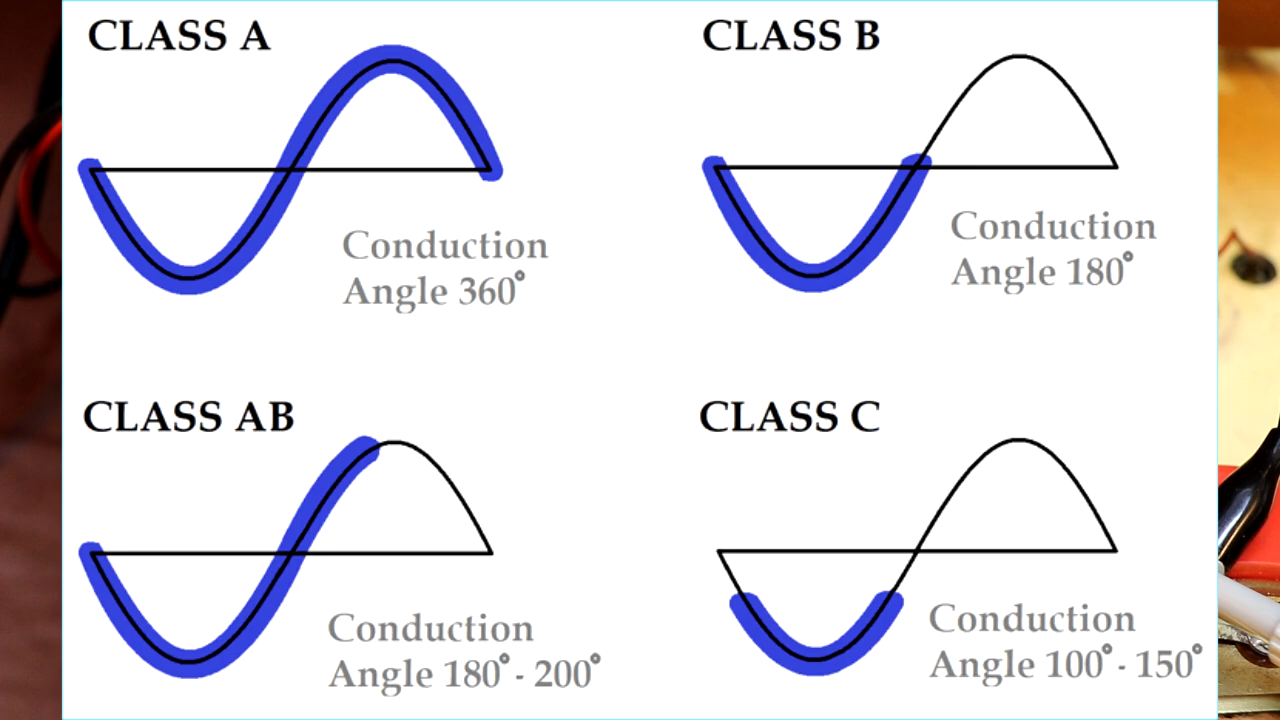 CLASS A
Conduction
Angle 360°
CLASS B
Conduction
Angle 180°
CLASS AB
Conduction
Angle 180° - 200°
CLASS C
Conduction
Angle 100° - 150°